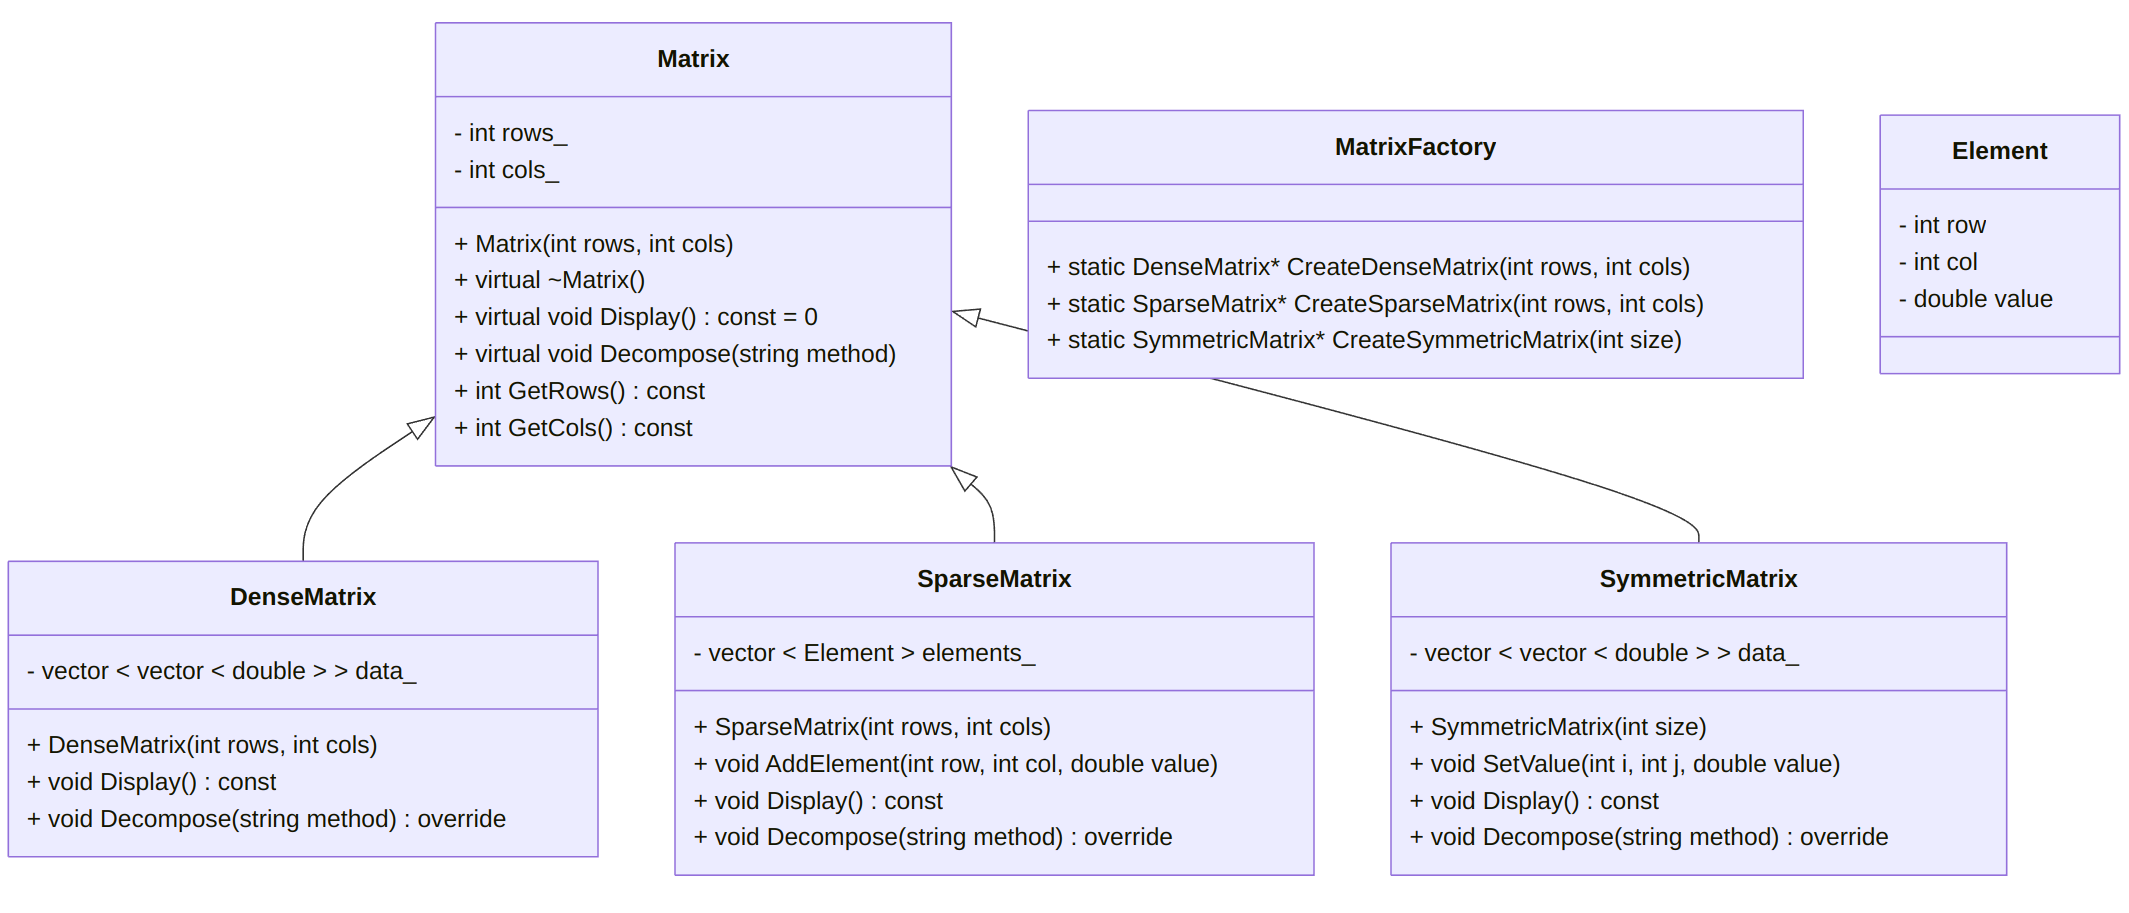 Matrix
- int rows_
- int cols_
+ Matrix(int rows, int cols)
+ virtual ~Matrix()
+ virtual void Display() : const = 0
+ virtual void Decompose(string method)
+ int GetRows() : const
+ int GetCols() : const
MatrixFactory
+ static DenseMatrix* CreateDenseMatrix(int rows, int cols)
+ static SparseMatrix* CreateSparseMatrix(int rows, int cols)
+ static SymmetricMatrix* CreateSymmetricMatrix(int size)
Element
- int row
- int col
- double value
DenseMatrix
- vector < vector < double > > data_
+ DenseMatrix(int rows, int cols)
+ void Display() : const
+ void Decompose(string method) : override
SparseMatrix
- vector < Element > elements_
+ SparseMatrix(int rows, int cols)
+ void AddElement(int row, int col, double value)
+ void Display() : const
+ void Decompose(string method) : override
SymmetricMatrix
- vector < vector < double > > data_
+ SymmetricMatrix(int size)
+ void SetValue(int i, int j, double value)
+ void Display() : const
+ void Decompose(string method) : override